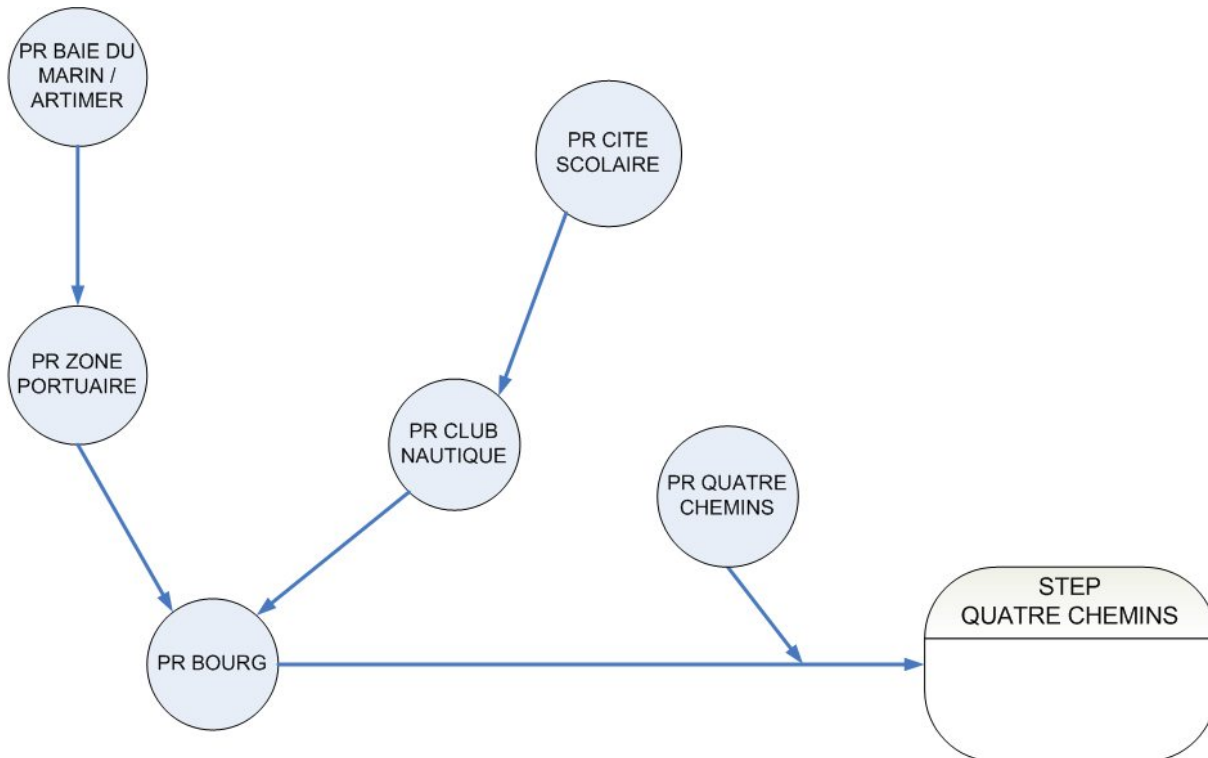 PR BAIE DU
MARIN /
ARTIMER
PR CITE
SCOLAIRE
PR ZONE
PORTUAIRE
PR CLUB
NAUTIQUE
PR QUATRE
CHEMINS
STEP
QUATRE CHEMINS
PR BOURG